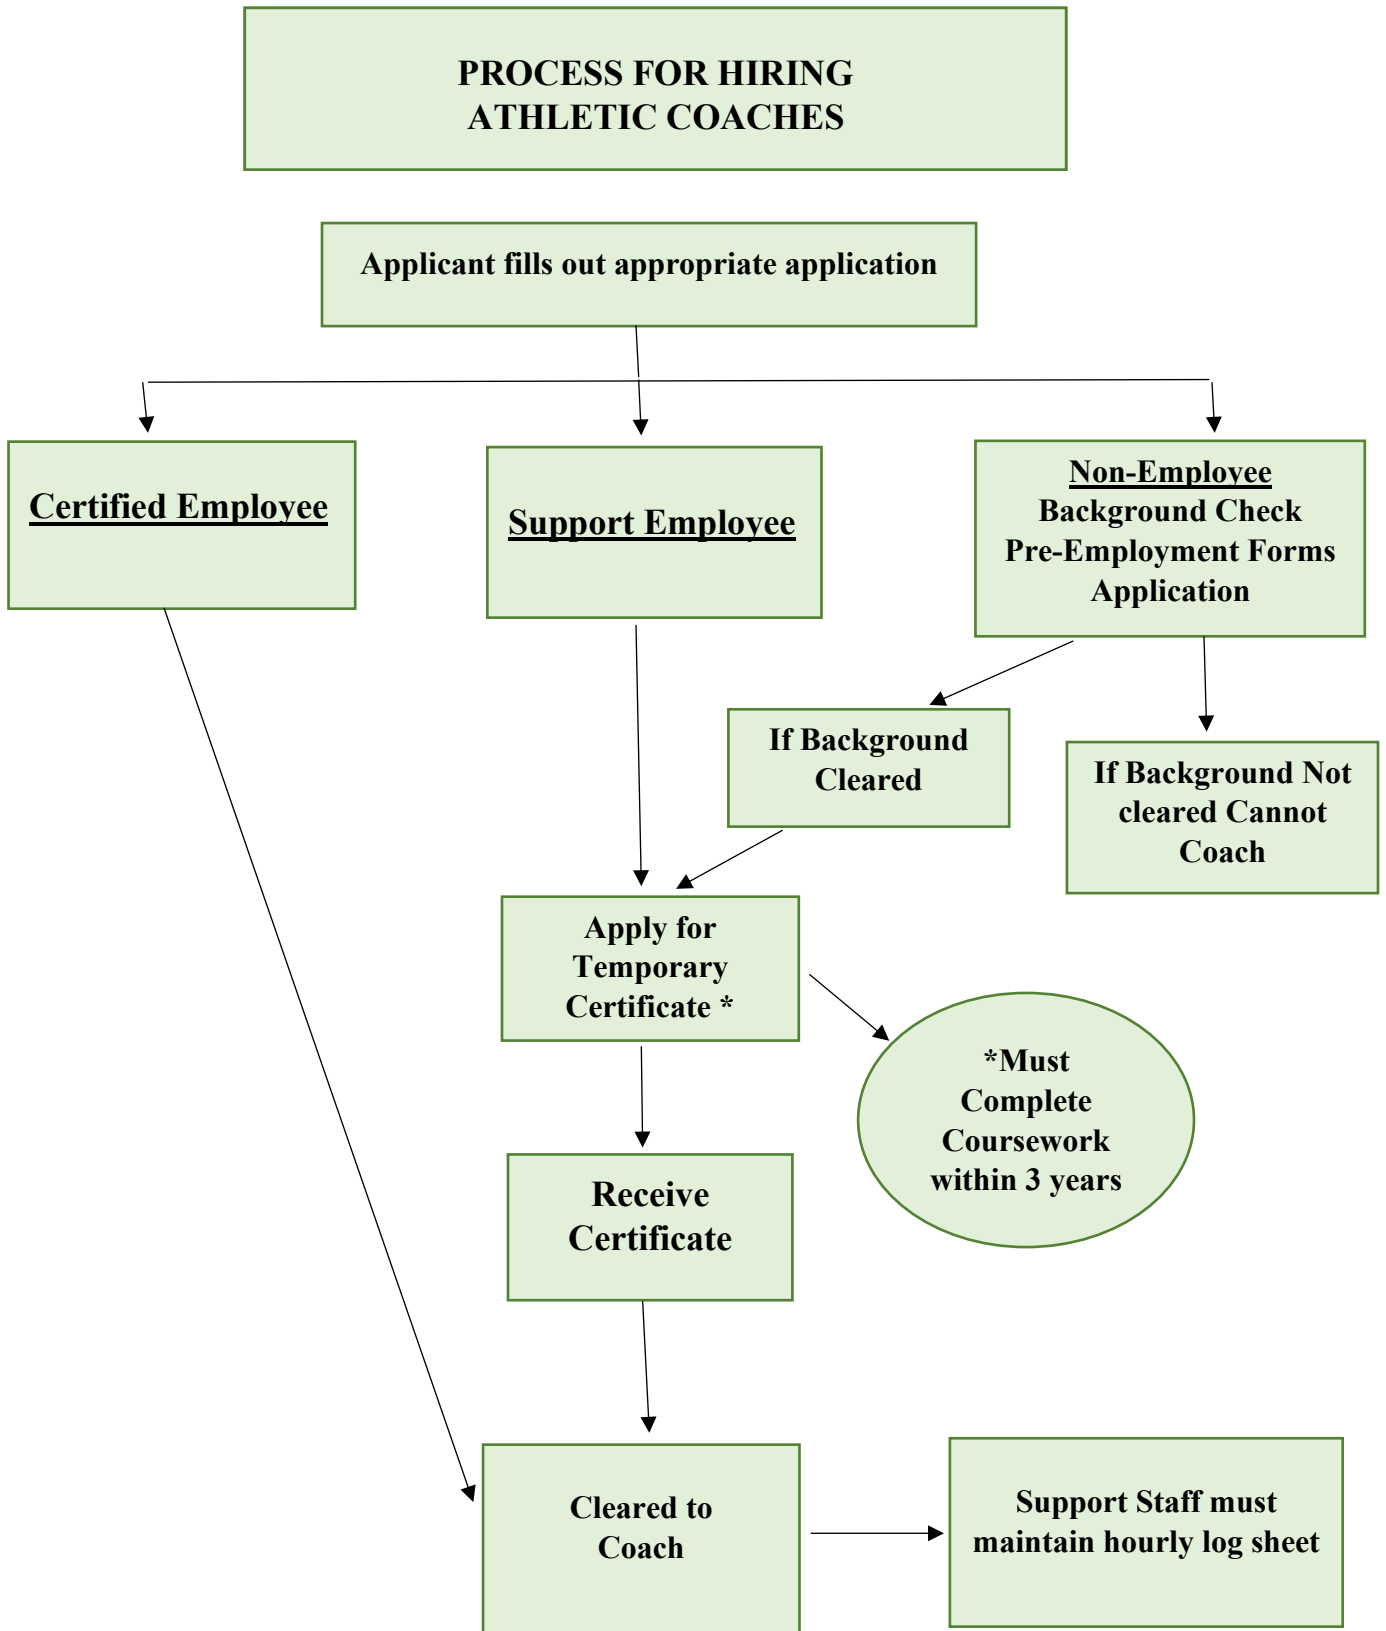 PROCESS FOR HIRING
ATHLETIC COACHES
Applicant fills out appropriate application
Certified Employee
Support Employee
Non-Employee
Background Check
Pre-Employment Forms
Application
If Background
Cleared
If Background Not
cleared Cannot
Coach
Apply for
Temporary
Certificate *
*Must
Complete
Coursework
within 3 years
Receive
Certificate
Cleared to
Coach
Support Staff must
maintain hourly log sheet